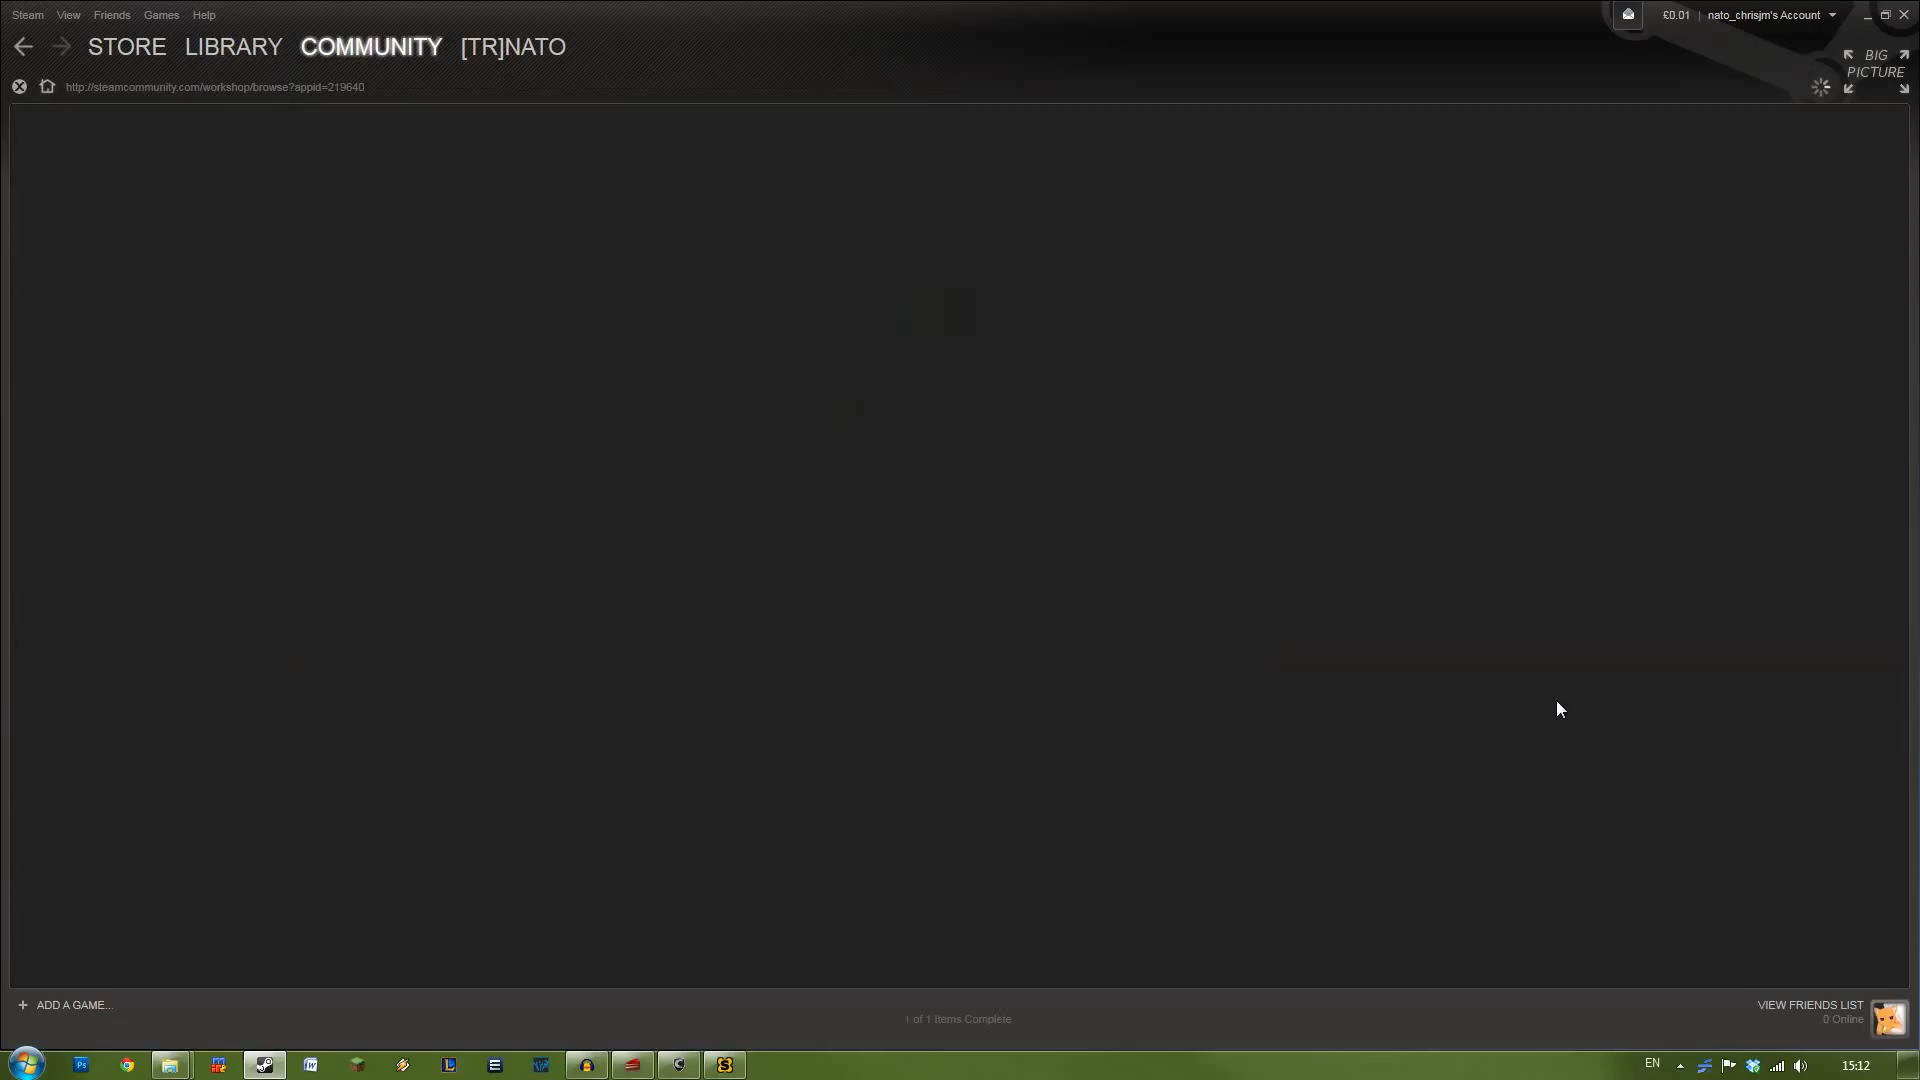 Steam View Friends Games Help
£0.01 nato_chrisjm's Account
STORE LIBRARY COMMUNITY [TR]NATO
BIG
PICTURE
http://steamcommunity.com/workshop/browse?appid=219640
+ ADD A GAME...
1 of 1 Items Complete
VIEW FRIENDS LIST
0 Online
Ps
W
L
EN
15:12